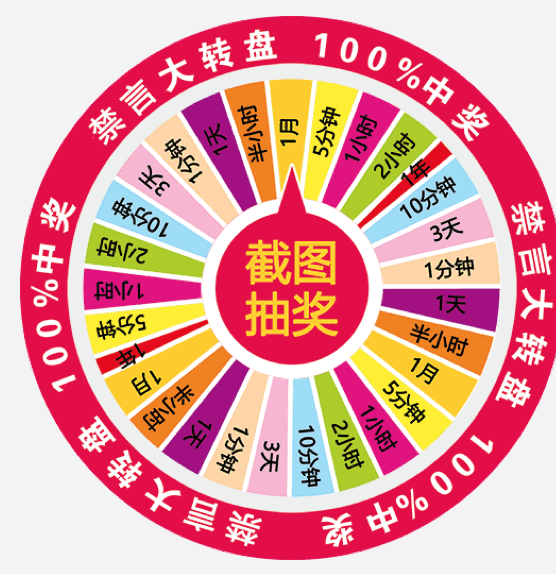 禁言大转盘
100%中奖
禁言大转盘
100%中奖
禁言大转盘
100%中奖
1月
5分钟
1小时
2小时
1年
10分钟
3天
1分钟
1天
半小时
1月
5分钟
1小时
2小时
10分钟
3天
1分钟
1天
半小时
1月
1年
5分钟
1小时
2小时
10分钟
3天
1分钟
1天
半小时
截图
抽奖